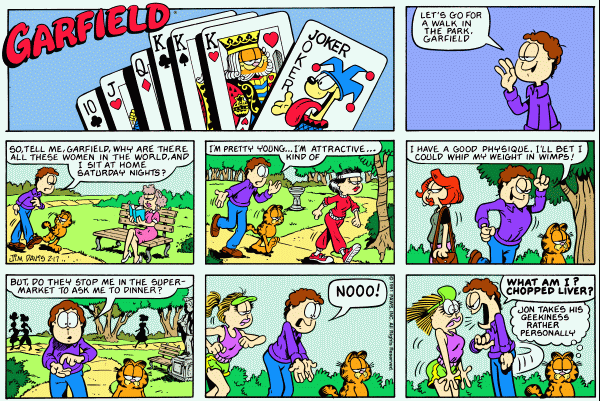 GARFIELD
10
J
Q
K
K
K
JOKER
JOKER
LET'S GO FOR
A WALK IN
THE PARK,
GARFIELD
SO, TELL ME, GARFIELD, WHY ARE THERE
ALL THESE WOMEN IN THE WORLD, AND
I SIT AT HOME
SATURDAY NIGHTS?
JIM DAVIS 2-17
I'M PRETTY YOUNG... I'M ATTRACTIVE...
KIND OF
I HAVE A GOOD PHYSIQUE. I'LL BET I
COULD WHIP MY WEIGHT IN WIMPS!
BUT, DO THEY STOP ME IN THE SUPER-
MARKET TO ASK ME TO DINNER?
NOOO!
WHAT AM I?
CHOPPED LIVER?
JON TAKES HIS
GEEKINESS
RATHER
PERSONALLY